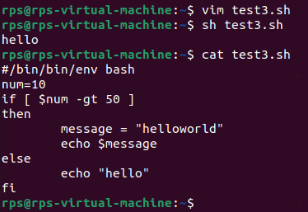 rps@rps-virtual-machine:~$ vim test3.sh
rps@rps-virtual-machine:~$ sh test3.sh
hello
rps@rps-virtual-machine:~$ cat test3.sh
#/bin/bin/env bash
num=10
if [ $num -gt 50 ]
then
        message = "helloworld"
        echo $message
else
        echo "hello"
fi
rps@rps-virtual-machine:~$